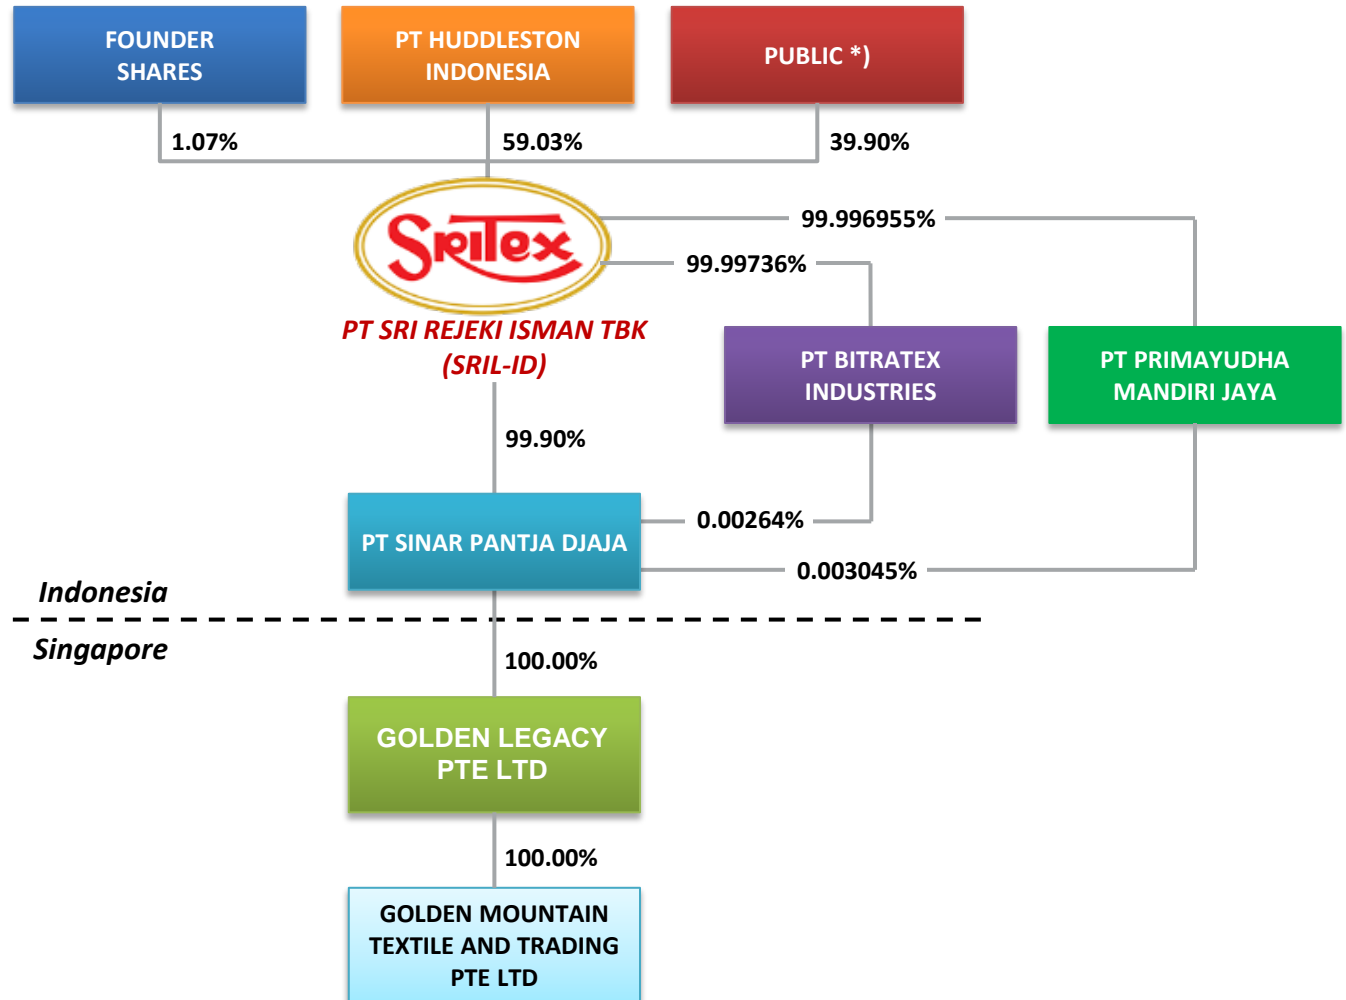 FOUNDER
SHARES
PT HUDDLESTON
INDONESIA
PUBLIC *)
1.07%
59.03%
39.90%
SRITEX
99.996955%
99.99736%
PT SRI REJEKI ISMAN TBK
(SRIL-ID)
PT BITRATEX
INDUSTRIES
PT PRIMAYUDHA
MANDIRI JAYA
99.90%
PT SINAR PANTJA DJAJA
0.00264%
0.003045%
Indonesia
Singapore
100.00%
GOLDEN LEGACY
PTE LTD
100.00%
GOLDEN MOUNTAIN
TEXTILE AND TRADING
PTE LTD